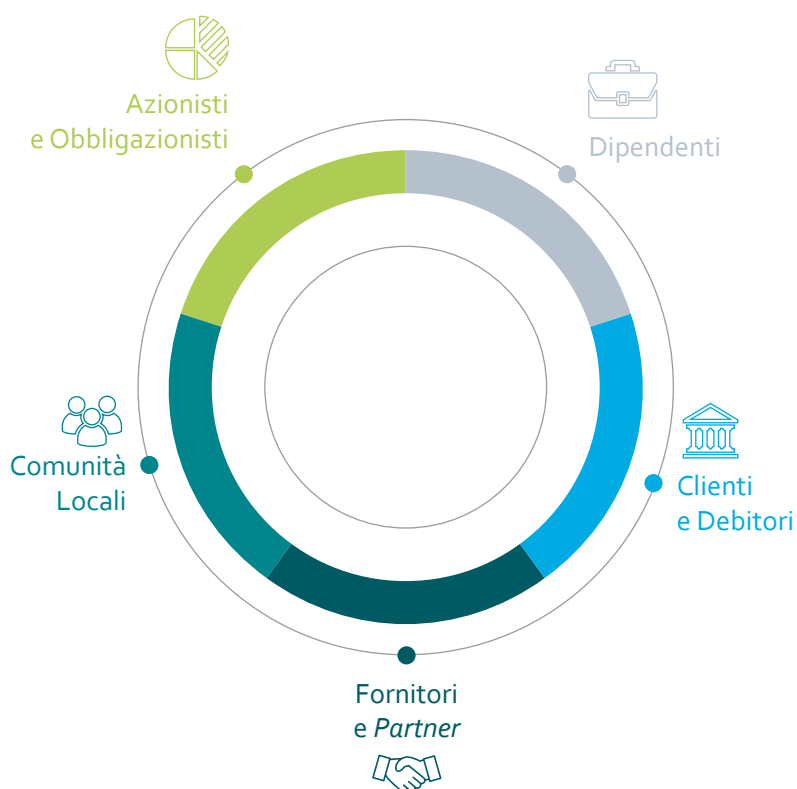 Azionisti
e Obbligazionisti
Dipendenti
Comunità
Locali
Clienti
e Debitori
Fornitori
e Partner